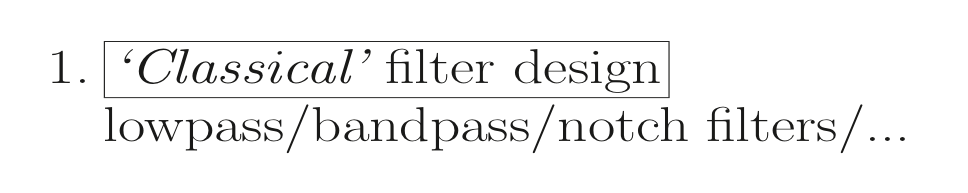 1. ‘Classical’ filter design
lowpass/bandpass/notch filters/...